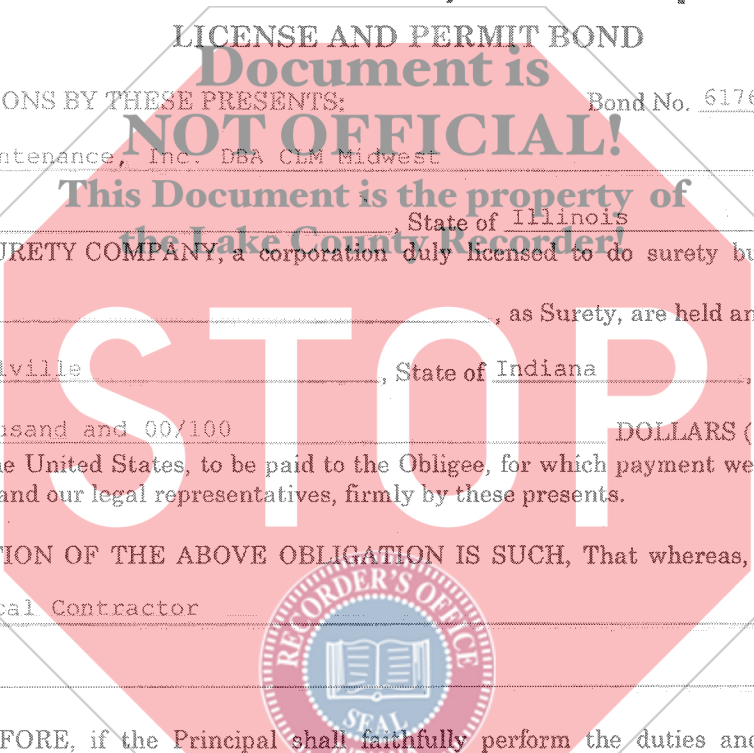 LICENSE AND PERMIT BOND
Document is
ONS BY THESE PRESENTS: Bond No. 6176
NOT OFFICIAL!
ntenance, Inc. DBA CLM Midwest
This Document is the property of
, State of Illinois
the Lake County Recorder!
URETY COMPANY, a corporation duly licensed to do surety bu
, as Surety, are held an
STOP
lville , State of Indiana ,
usand and 00/100 DOLLARS (
e United States, to be paid to the Obligee, for which payment we
and our legal representatives, firmly by these presents.
TION OF THE ABOVE OBLIGATION IS SUCH, That whereas,
cal Contractor
RECORDER'S OFFICE
SEAL
FORE, if the Principal shall faithfully perform the duties an